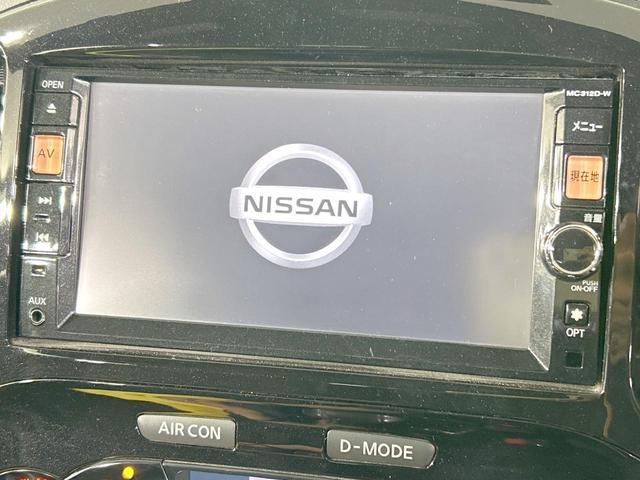 OPEN
MC312D-W
メニュー
AV
現在地
NISSAN
音量
PUSH
ON-OFF
AUX
OPT
AIR CON
D-MODE